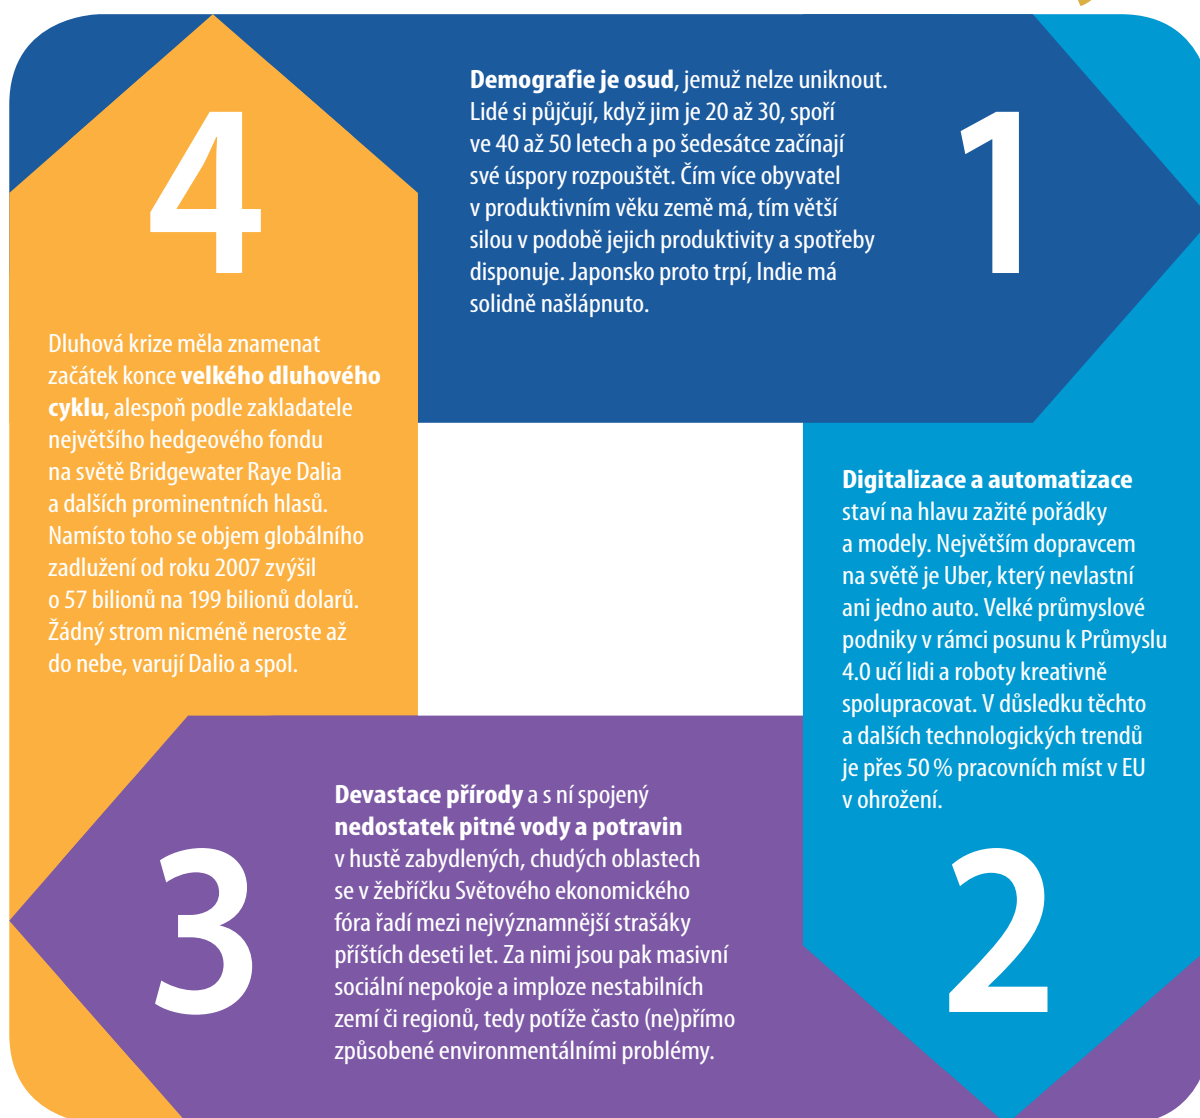 1
Demografie je osud, jemuž nelze uniknout.
Lidé si půjčují, když jim je 20 až 30, spoří
ve 40 až 50 letech a po šedesátce začínají
své úspory rozpouštět. Čím více obyvatel
v produktivním věku země má, tím větší
silou v podobě jejich produktivity a spotřeby
disponuje. Japonsko proto trpí, Indie má
solidně našlápnuto.
2
Digitalizace a automatizace
staví na hlavu zažité pořádky
a modely. Největším dopravcem
na světě je Uber, který nevlastní
ani jedno auto. Velké průmyslové
podniky v rámci posunu k Průmyslu
4.0 učí lidi a roboty kreativně
spolupracovat. V důsledku těchto
a dalších technologických trendů
je přes 50 % pracovních míst v EU
v ohrožení.
3
Devastace přírody a s ní spojený
nedostatek pitné vody a potravin
v hustě zabydlených, chudých oblastech
se v žebříčku Světového ekonomického
fóra řadí mezi nejvýznamnější strašáky
příštích deseti let. Za nimi jsou pak masivní
sociální nepokoje a imploze nestabilních
zemí či regionů, tedy potíže často (ne)přímo
způsobené environmentálními problémy.
4
Dluhová krize měla znamenat
začátek konce velkého dluhového
cyklu, alespoň podle zakladatele
největšího hedgeového fondu
na světě Bridgewater Raye Dalia
a dalších prominentních hlasů.
Namísto toho se objem globálního
zadlužení od roku 2007 zvýšil
o 57 bilionů na 199 bilionů dolarů.
Žádný strom nicméně neroste až
do nebe, varují Dalio a spol.